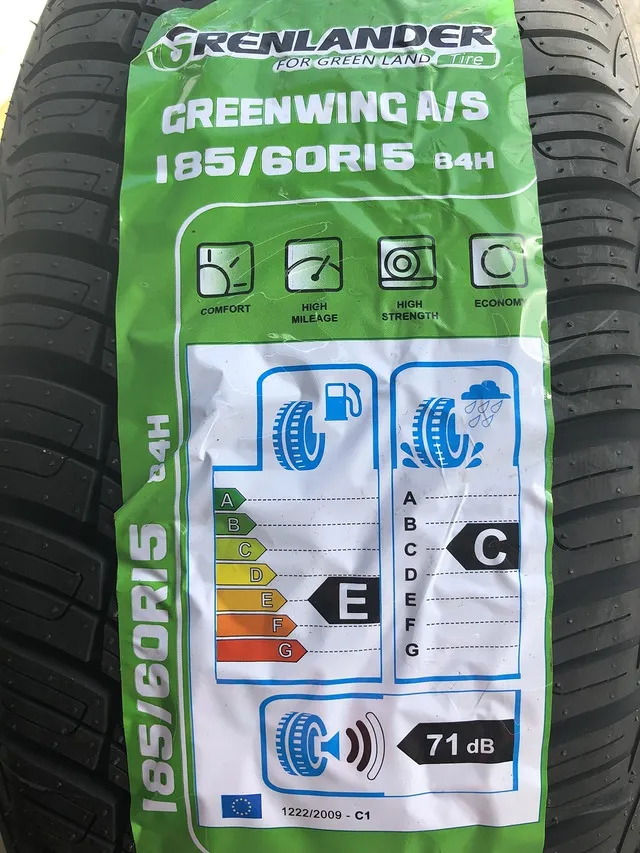 GRENLANDER
FOR GREEN LAND Tire
GREENWING A/S
185/60R15 84H
COMFORT
HIGH MILEAGE
HIGH STRENGTH
ECONOMY
185/60R15 84H
A
B
C
D
E
F
G
E
A
B
C
D
E
F
G
C
71 dB
1222/2009 - C1